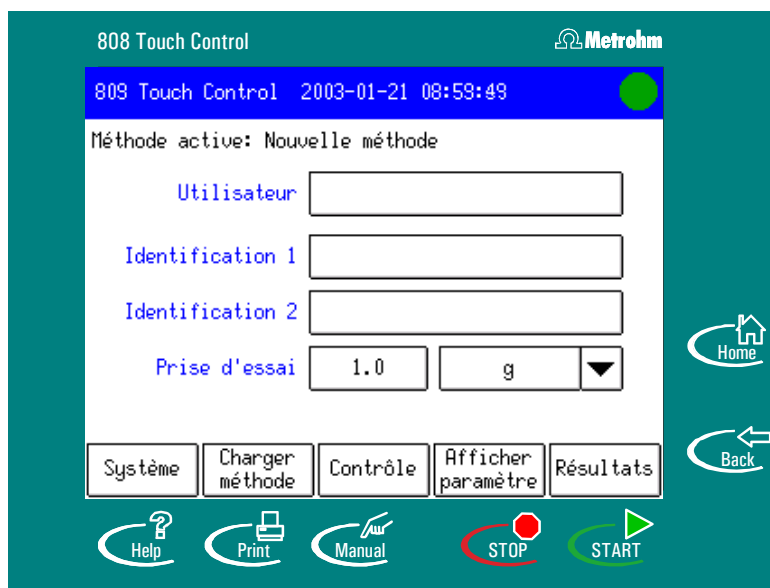 808 Touch Control Metrohm
809 Touch Control 2003-01-21 08:59:49
Méthode active: Nouvelle méthode
Utilisateur
Identification 1
Identification 2
Prise d'essai 1.0 g
Système Charger méthode Contrôle Afficher paramètre Résultats
Home
Back
Help Print Manual STOP START